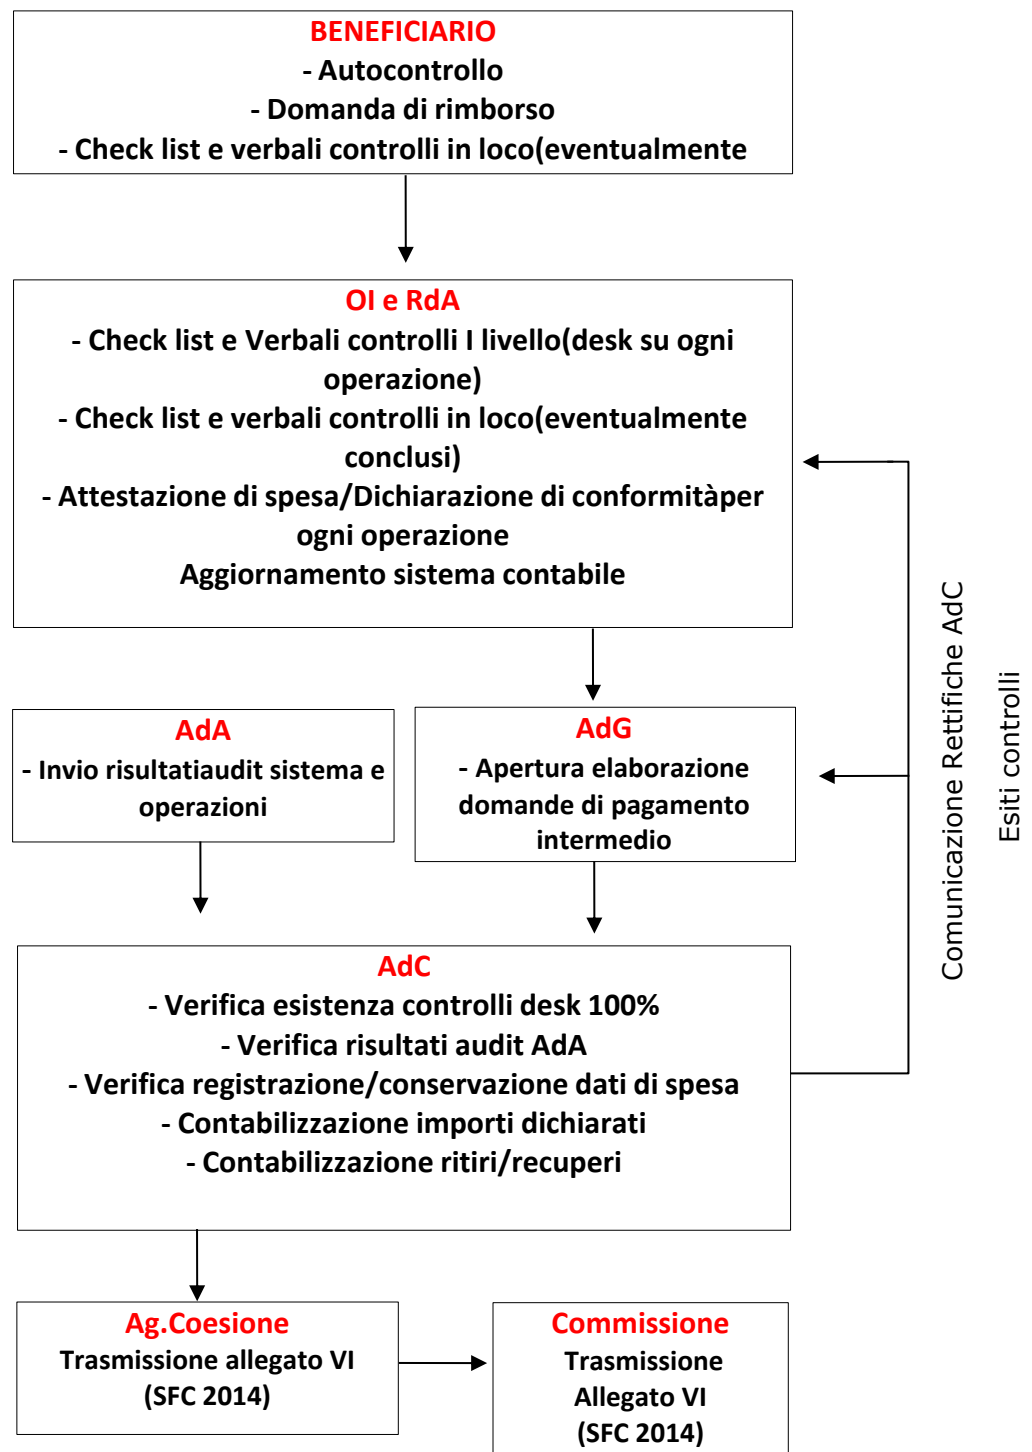 BENEFICIARIO
- Autocontrollo
- Domanda di rimborso
- Check list e verbali controlli in loco(eventualmente
OI e RdA
- Check list e Verbali controlli I livello(desk su ogni
operazione)
- Check list e verbali controlli in loco(eventualmente
conclusi)
- Attestazione di spesa/Dichiarazione di conformitàper
ogni operazione
Aggiornamento sistema contabile
AdA
- Invio risultatiaudit sistema e
operazioni
AdG
- Apertura elaborazione
domande di pagamento
intermedio
AdC
- Verifica esistenza controlli desk 100%
- Verifica risultati audit AdA
- Verifica registrazione/conservazione dati di spesa
- Contabilizzazione importi dichiarati
- Contabilizzazione ritiri/recuperi
Comunicazione Rettifiche AdC
Esiti controlli
Ag.Coesione
Trasmissione allegato VI
(SFC 2014)
Commissione
Trasmissione
Allegato VI
(SFC 2014)